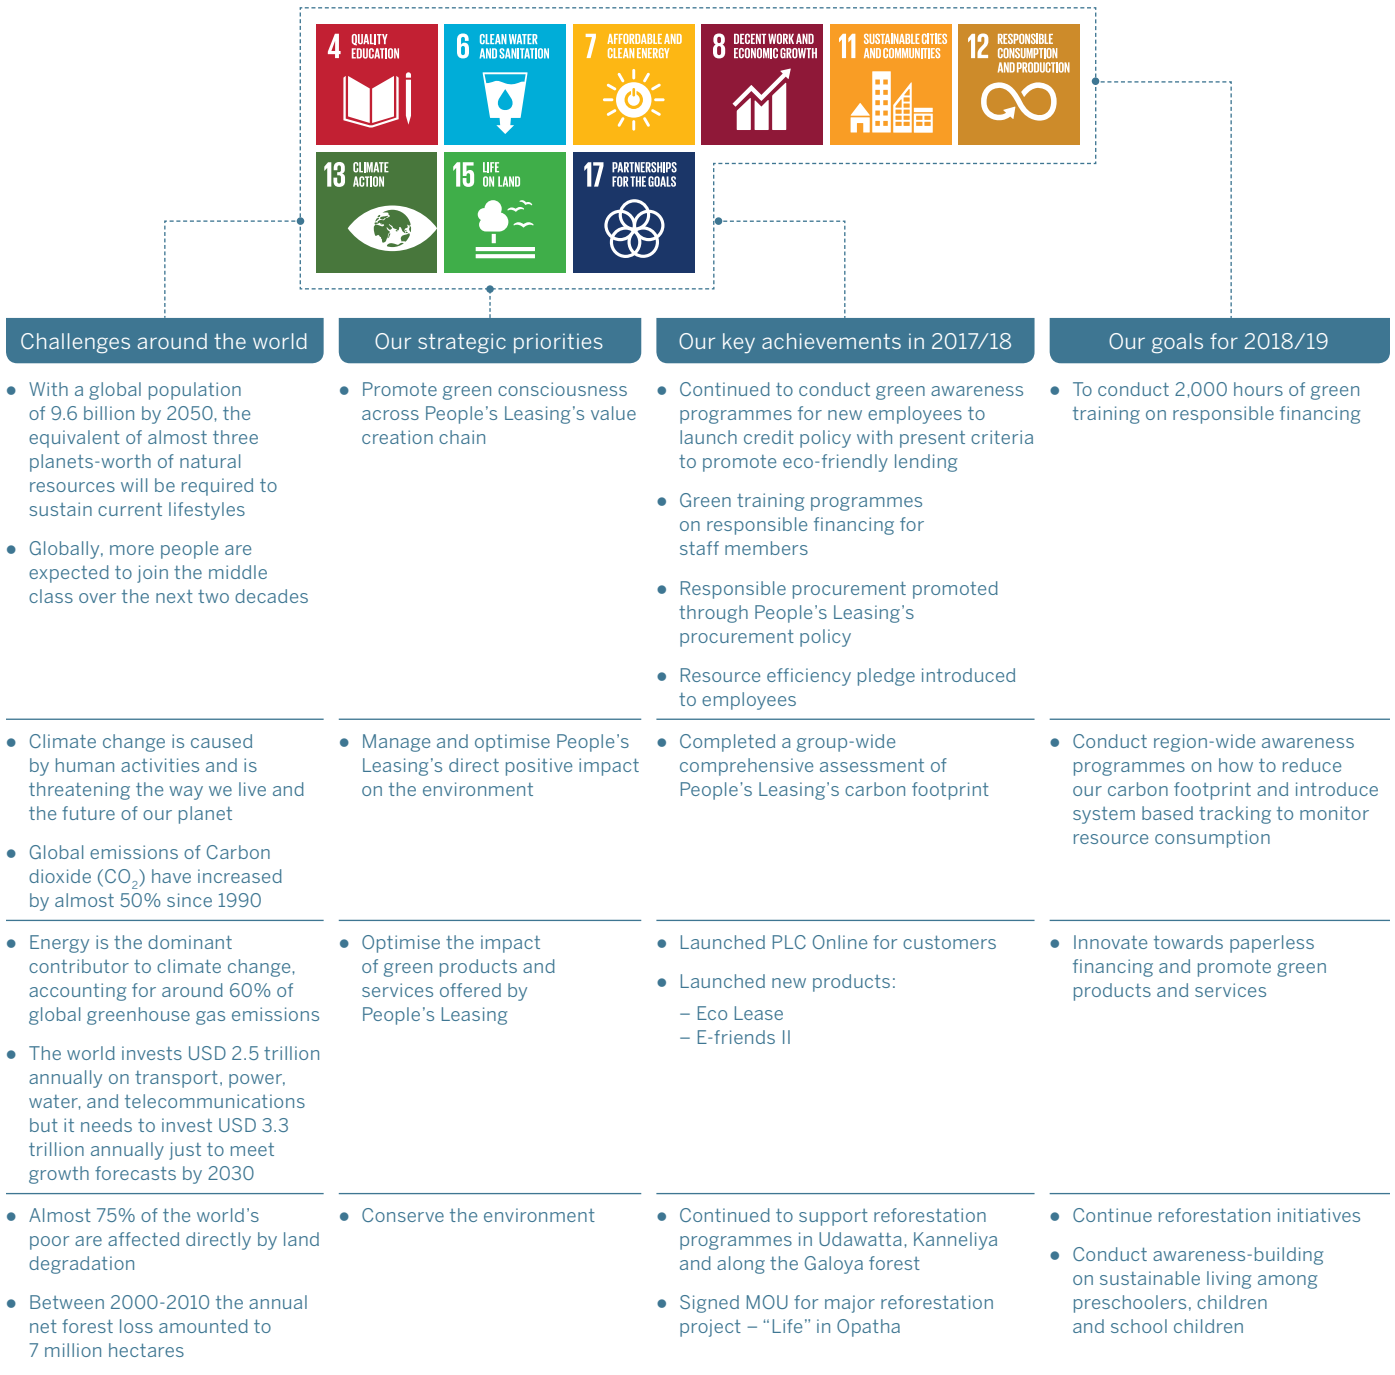 4 QUALITY
EDUCATION
6 CLEAN WATER
AND SANITATION
7 AFFORDABLE AND
CLEAN ENERGY
8 DECENT WORK AND
ECONOMIC GROWTH
11 SUSTAINABLE CITIES
AND COMMUNITIES
12 RESPONSIBLE
CONSUMPTION
AND PRODUCTION
13 CLIMATE
ACTION
15 LIFE
ON LAND
17 PARTNERSHIPS
FOR THE GOALS
Challenges around the world
Our strategic priorities
Our key achievements in 2017/18
Our goals for 2018/19
● With a global population
of 9.6 billion by 2050, the
equivalent of almost three
planets-worth of natural
resources will be required to
sustain current lifestyles
● Globally, more people are
expected to join the middle
class over the next two decades
● Promote green consciousness
across People’s Leasing’s value
creation chain
● Continued to conduct green awareness
programmes for new employees to
launch credit policy with present criteria
to promote eco-friendly lending
● Green training programmes
on responsible financing for
staff members
● Responsible procurement promoted
through People’s Leasing’s
procurement policy
● Resource efficiency pledge introduced
to employees
● To conduct 2,000 hours of green
training on responsible financing
● Climate change is caused
by human activities and is
threatening the way we live and
the future of our planet
● Global emissions of Carbon
dioxide (CO₂) have increased
by almost 50% since 1990
● Manage and optimise People’s
Leasing’s direct positive impact
on the environment
● Completed a group-wide
comprehensive assessment of
People’s Leasing’s carbon footprint
● Conduct region-wide awareness
programmes on how to reduce
our carbon footprint and introduce
system based tracking to monitor
resource consumption
● Energy is the dominant
contributor to climate change,
accounting for around 60% of
global greenhouse gas emissions
● The world invests USD 2.5 trillion
annually on transport, power,
water, and telecommunications
but it needs to invest USD 3.3
trillion annually just to meet
growth forecasts by 2030
● Optimise the impact
of green products and
services offered by
People’s Leasing
● Launched PLC Online for customers
● Launched new products:
– Eco Lease
– E-friends II
● Innovate towards paperless
financing and promote green
products and services
● Almost 75% of the world’s
poor are affected directly by land
degradation
● Between 2000-2010 the annual
net forest loss amounted to
7 million hectares
● Conserve the environment
● Continued to support reforestation
programmes in Udawatta, Kanneliya
and along the Galoya forest
● Signed MOU for major reforestation
project – “Life” in Opatha
● Continue reforestation initiatives
● Conduct awareness-building
on sustainable living among
preschoolers, children
and school children